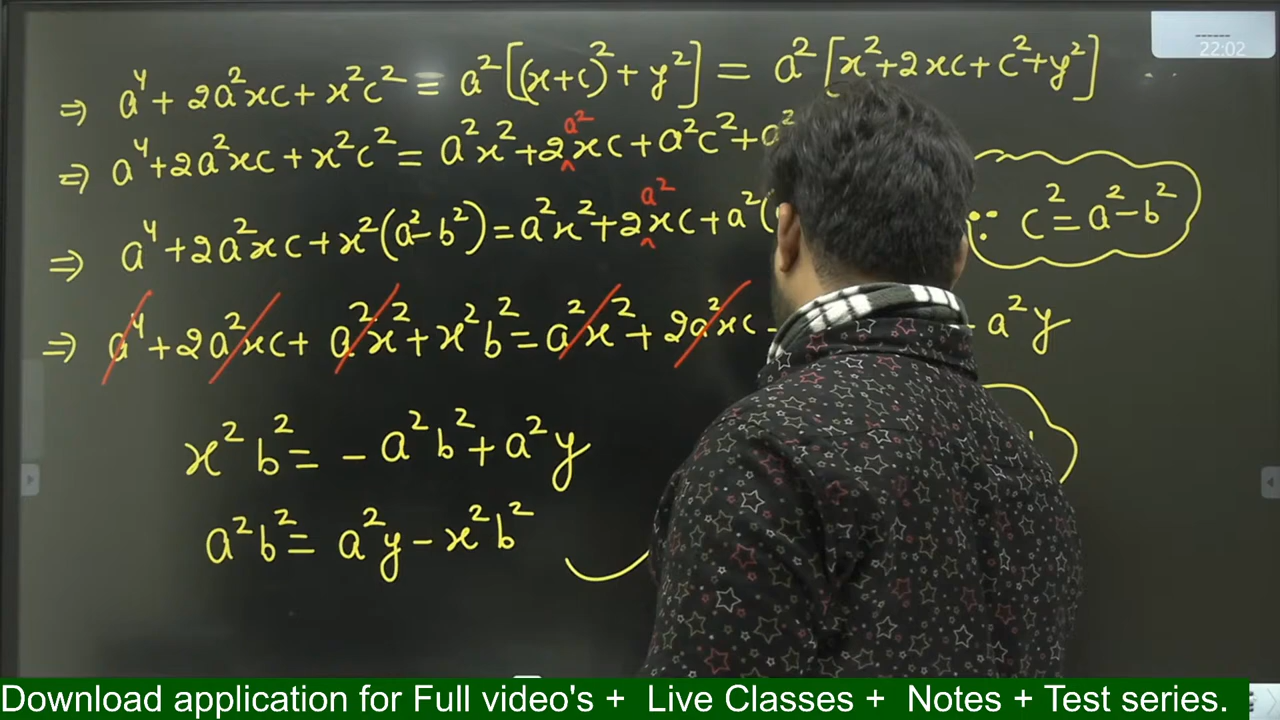 22:02
⇒ a⁴ + 2a²xc + x²c² = a²[(x+c)² + y²] = a²[x²+2xc+c²+y²]
⇒ a⁴+2a²xc + x²c² = a²x²+2a²xc + a²c²+
⇒ a⁴+2a²xc+x²(a²-b²)=a²x²+2a²xc+a²( ∵ c²=a²-b²
⇒ a⁴+2a²xc+ a²x²+x²b²=a²x²+2a²xc - a²y
x²b²= -a²b²+a²y
a²b²= a²y-x²b²
Download application for Full video's + Live Classes + Notes + Test series.